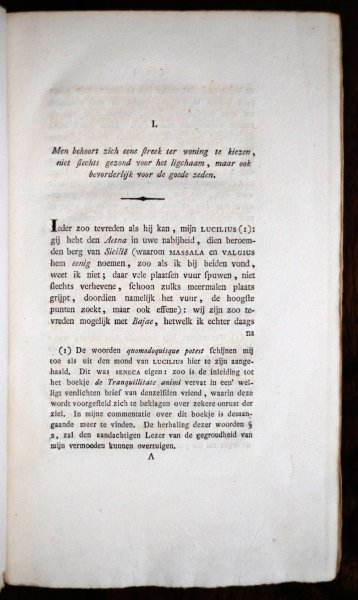 I.
Men behoort zich eene streek ter woning te kiezen,
niet slechts gezond voor het ligchaam, maar ook
bevorderlijk voor de goede zeden.
Ieder zoo tevreden als hij kan, mijn LUCILIUS (1):
gij hebt den Aetna in uwe nabijheid, dien beroem-
den berg van Sicilië (waarom MASSALA en VALGIUS
hem eenig noemen, zoo als ik bij beiden vond,
weet ik niet; daar vele plaatsen vuur spuwen, niet
slechts verhevene, schoon zulks meermalen plaats
grijpt, doordien namelijk het vuur, de hoogste
punten zoekt, maar ook effene): wij zijn zoo te-
vreden mogelijk met Bajae, hetwelk ik echter daags
na
(1) De woorden quomodoquisque potest schijnen mij
toe als uit den mond van LUCILIUS hier te zijn aange-
haald. Dit was SENECA eigen: zoo is de inleiding tot
het boekje de Tranquillitate animi vervat in een' wel-
ligt verdichten brief van denzelfden vriend, waarin deze
wordt voorgesteld zich te beklagen over zekere onrust der
ziel. In mijne commentatie over dit boekje is desaan-
gaande meer te vinden. De herhaling dezer woorden §
2, zal den aandachtigen Lezer van de gegrondheid van
mijn vermoeden kunnen overtuigen.
A